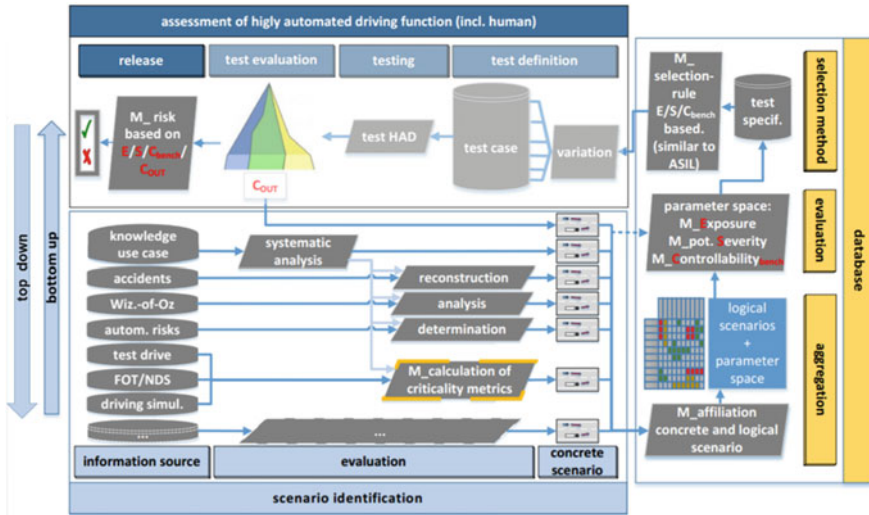 assessment of higly automated driving function (incl. human)
release
test evaluation
testing
test definition
M_ risk
based on
E/S/Cbench/
COUT
COUT
test HAD
test case
variation
M_
selection-
rule
E/S/Cbench
based.
(similar to
ASIL)
test
specif.
selection method
parameter space:
M_Exposure
M_pot. Severity
M_Controllabilitybench
evaluation
database
logical
scenarios
+
parameter
space
aggregation
M_affiliation
concrete and logical
scenario
top down
bottom up
knowledge
use case
systematic
analysis
accidents
reconstruction
Wiz.-of-Oz
analysis
autom. risks
determination
test drive
FOT/NDS
driving simul.
M_calculation of
criticality metrics
...
...
information source
evaluation
concrete
scenario
scenario identification